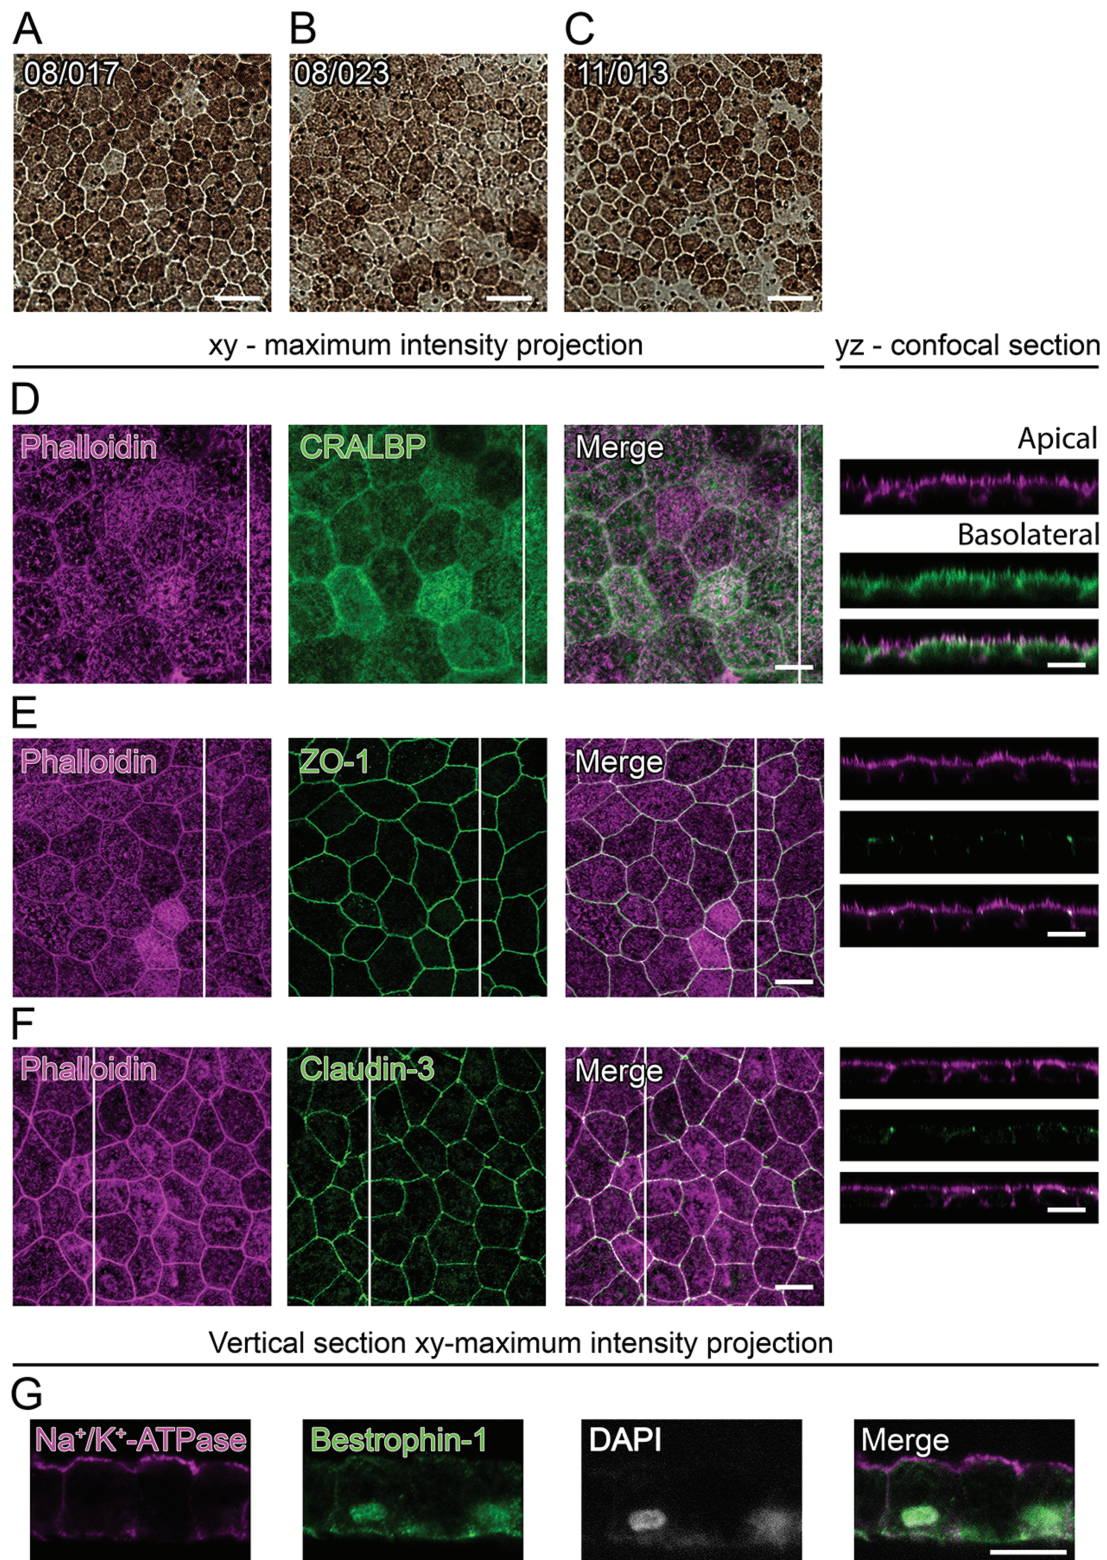 A B C
08/017 08/023 11/013
xy - maximum intensity projection yz - confocal section
D
Phalloidin CRALBP Merge Apical
Basolateral
E
Phalloidin ZO-1 Merge
F
Phalloidin Claudin-3 Merge
Vertical section xy-maximum intensity projection
G
Na⁺/K⁺-ATPase Bestrophin-1 DAPI Merge